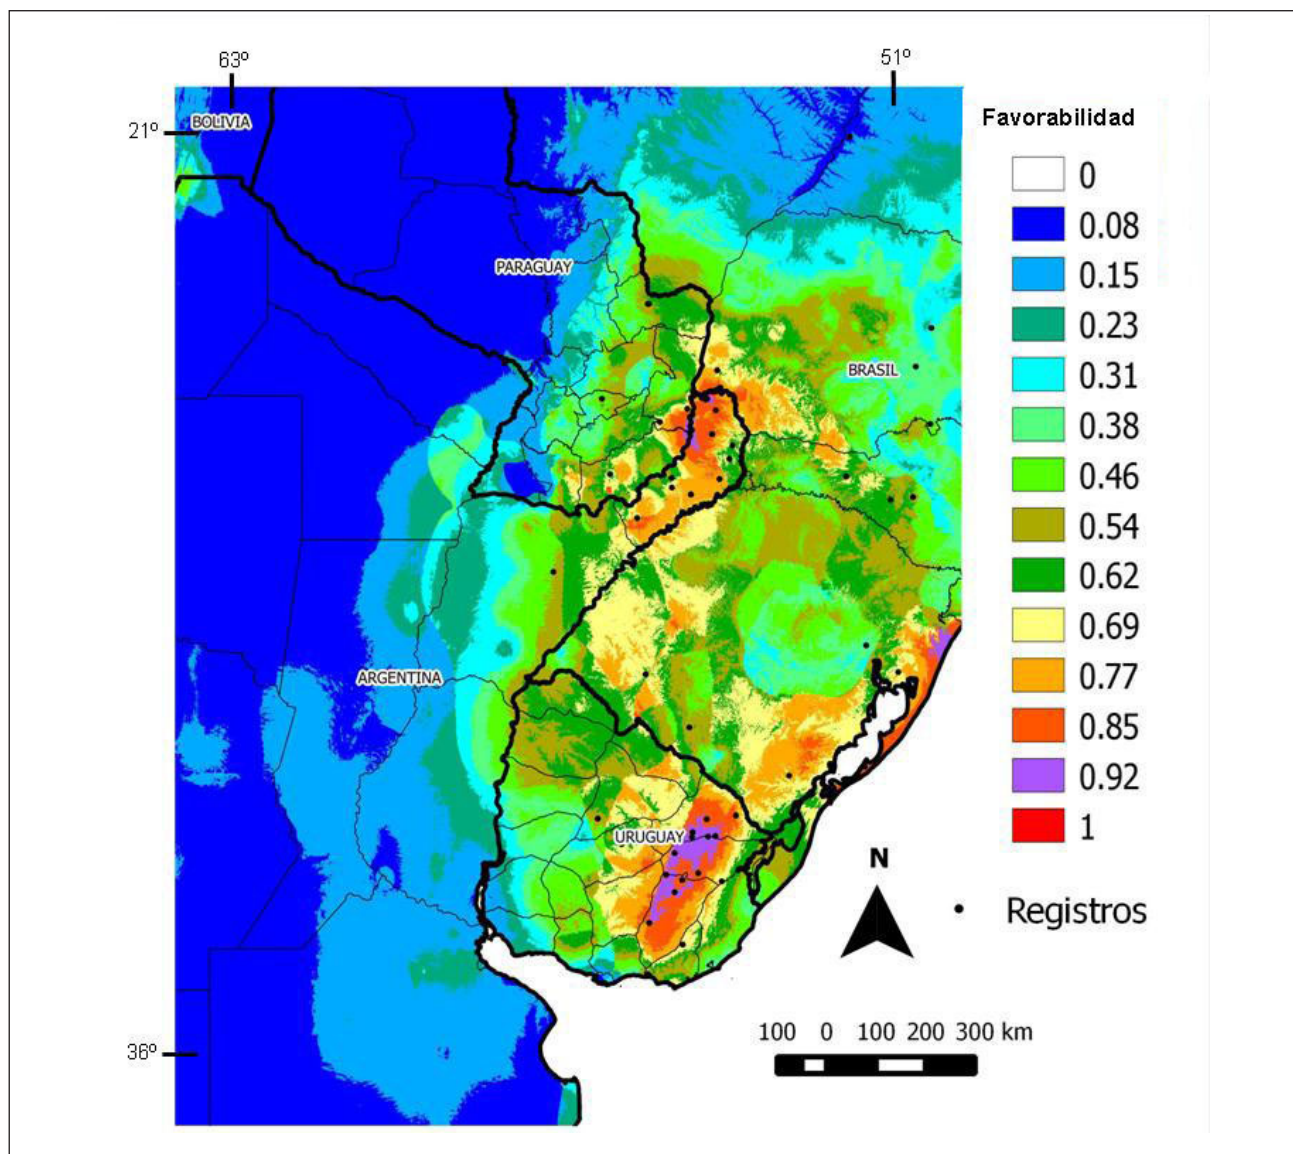 63º
51º
21º
BOLIVIA
PARAGUAY
BRASIL
ARGENTINA
URUGUAY
36º
Favorabilidad
0
0.08
0.15
0.23
0.31
0.38
0.46
0.54
0.62
0.69
0.77
0.85
0.92
1
N
Registros
100 0 100 200 300 km